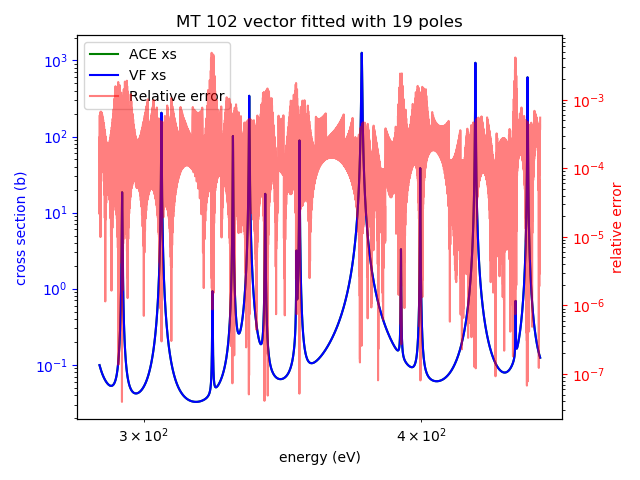 MT 102 vector fitted with 19 poles
ACE xs
VF xs
Relative error
10³
10²
10¹
10⁰
10⁻¹
cross section (b)
10⁻³
10⁻⁴
10⁻⁵
10⁻⁶
10⁻⁷
relative error
3 × 10²
4 × 10²
energy (eV)